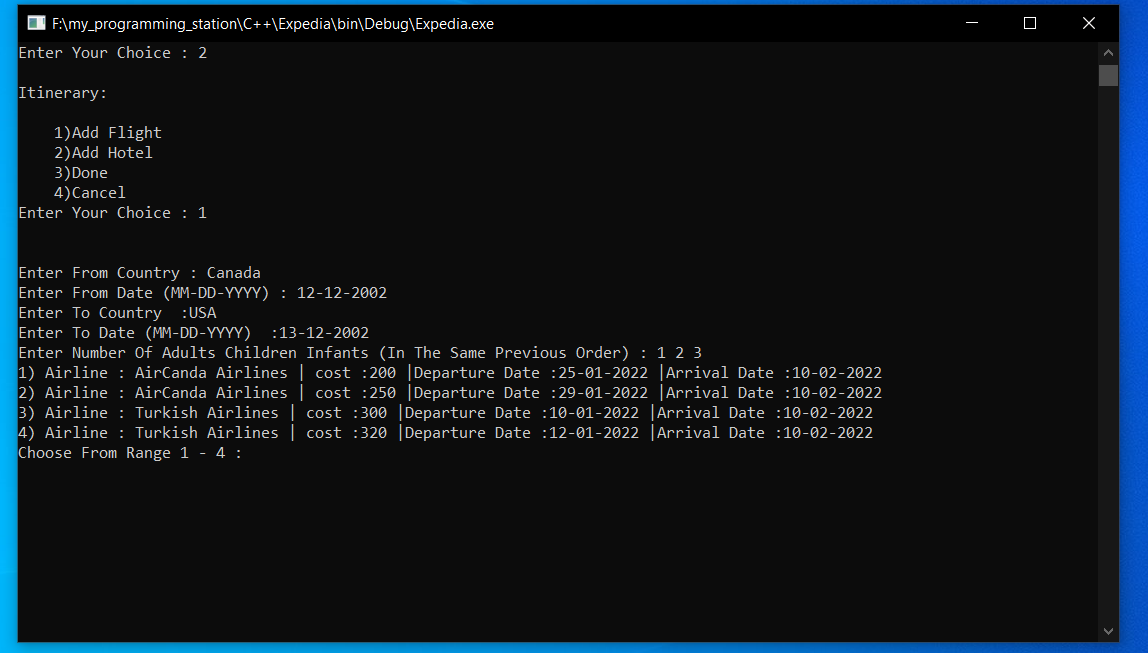 F:\my_programming_station\C++\Expedia\bin\Debug\Expedia.exe
Enter Your Choice : 2
Itinerary:
1)Add Flight
2)Add Hotel
3)Done
4)Cancel
Enter Your Choice : 1
Enter From Country : Canada
Enter From Date (MM-DD-YYYY) : 12-12-2002
Enter To Country  :USA
Enter To Date (MM-DD-YYYY)  :13-12-2002
Enter Number Of Adults Children Infants (In The Same Previous Order) : 1 2 3
1) Airline : AirCanda Airlines | cost :200 |Departure Date :25-01-2022 |Arrival Date :10-02-2022
2) Airline : AirCanda Airlines | cost :250 |Departure Date :29-01-2022 |Arrival Date :10-02-2022
3) Airline : Turkish Airlines | cost :300 |Departure Date :10-01-2022 |Arrival Date :10-02-2022
4) Airline : Turkish Airlines | cost :320 |Departure Date :12-01-2022 |Arrival Date :10-02-2022
Choose From Range 1 - 4 :